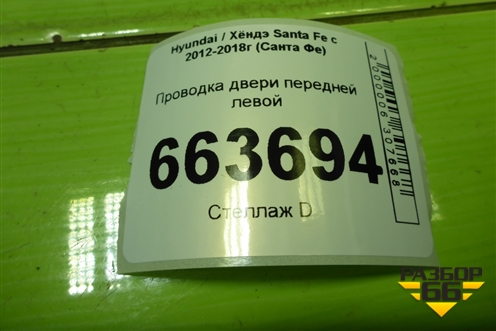 Hyundai / Хёндэ Santa Fe с
2012-2018г (Санта Фе)
Проводка двери передней
левой
663694
Стеллаж D
2000006307668
РАЗБОР
66